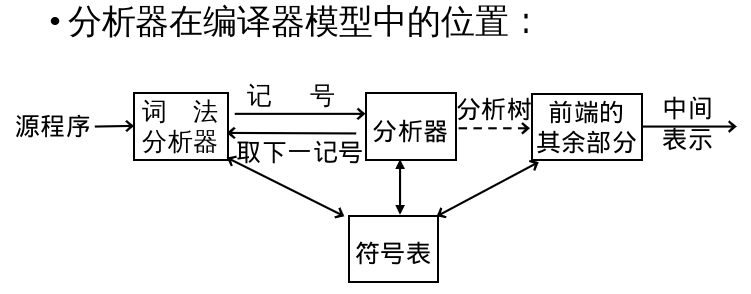 • 分析器在编译器模型中的位置：
源程序
词 法
分析器
记 号
取下一记号
分析器
分析树
前端的
其余部分
中间
表示
符号表